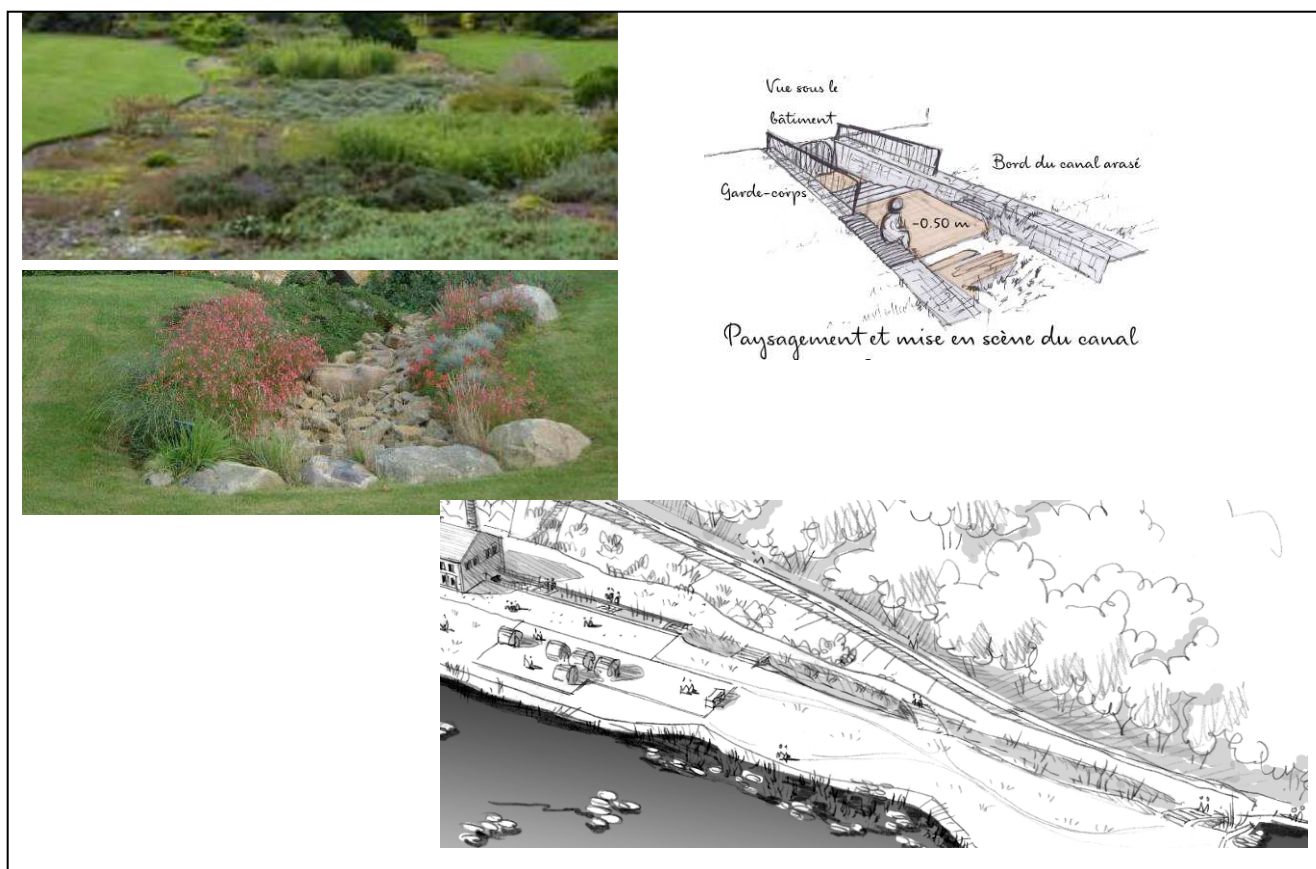 Vue sous le
bâtiment
Bord du canal arasé
Garde-corps
-0.50 m
Paysagement et mise en scène du canal